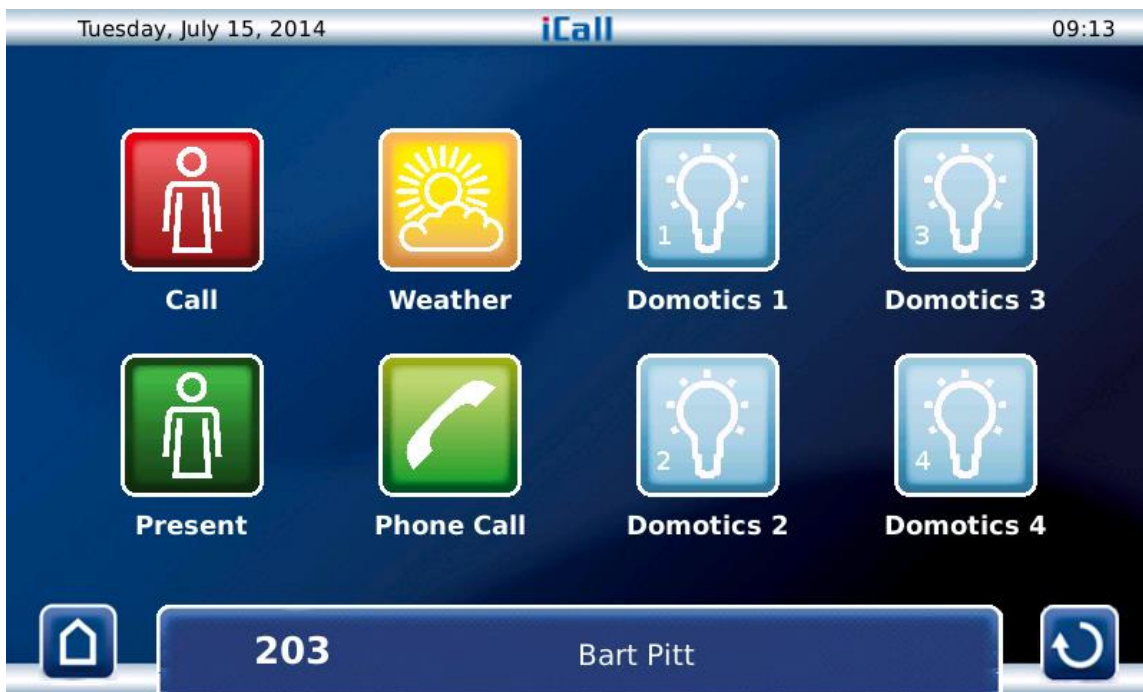 Tuesday, July 15, 2014 iCall 09:13
1 3
Call Weather Domotics 1 Domotics 3
2 4
Present Phone Call Domotics 2 Domotics 4
203 Bart Pitt